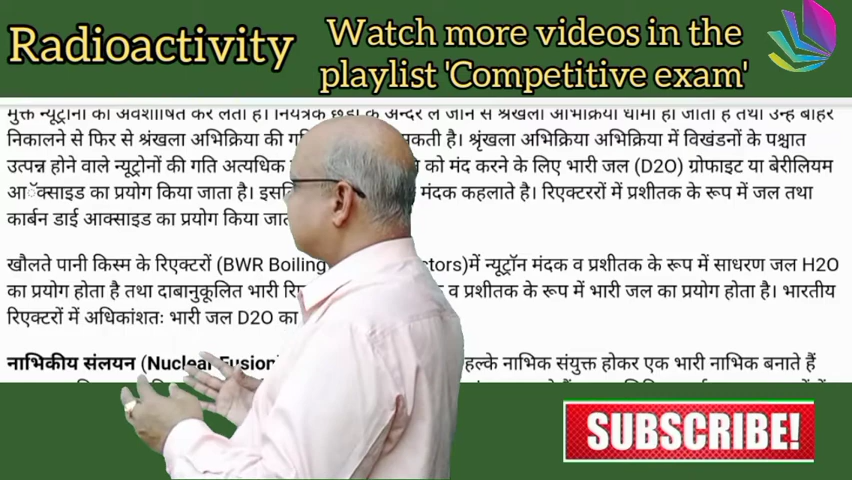 Radioactivity
Watch more videos in the
playlist 'Competitive exam'
मुक्त न्यूट्रानों को अवशोषित कर लेता है। नियंत्रक छड़ों के अन्दर ले जाने से श्रंखला अभिक्रिया धीमी हो जाती है तथा उन्हें बाहर
निकालने से फिर से श्रंखला अभिक्रिया की सकती है। श्रृंखला अभिक्रिया अभिक्रिया में विखंडनों के पश्चात
उत्पन्न होने वाले न्यूट्रोनों की गति अत्यधिक को मंद करने के लिए भारी जल (D2O) ग्रोफाइट या बेरीलियम
आॅक्साइड का प्रयोग किया जाता है। मंदक कहलाते है। रिएक्टररों में प्रशीतक के रूप में जल तथा
कार्बन डाई आक्साइड का प्रयोग किया
खौलते पानी किस्म के रिएक्टरों (BWR Boiling में न्यूट्रॉन मंदक व प्रशीतक के रूप में साधरण जल H2O
का प्रयोग होता है तथा दाबानुकूलित भारी व प्रशीतक के रूप में भारी जल का प्रयोग होता है। भारतीय
रिएक्टरों में अधिकांशतः भारी जल D2O का
नाभिकीय संलयन (Nuclear Fusion) हल्के नाभिक संयुक्त होकर एक भारी नाभिक बनाते हैं
SUBSCRIBE!